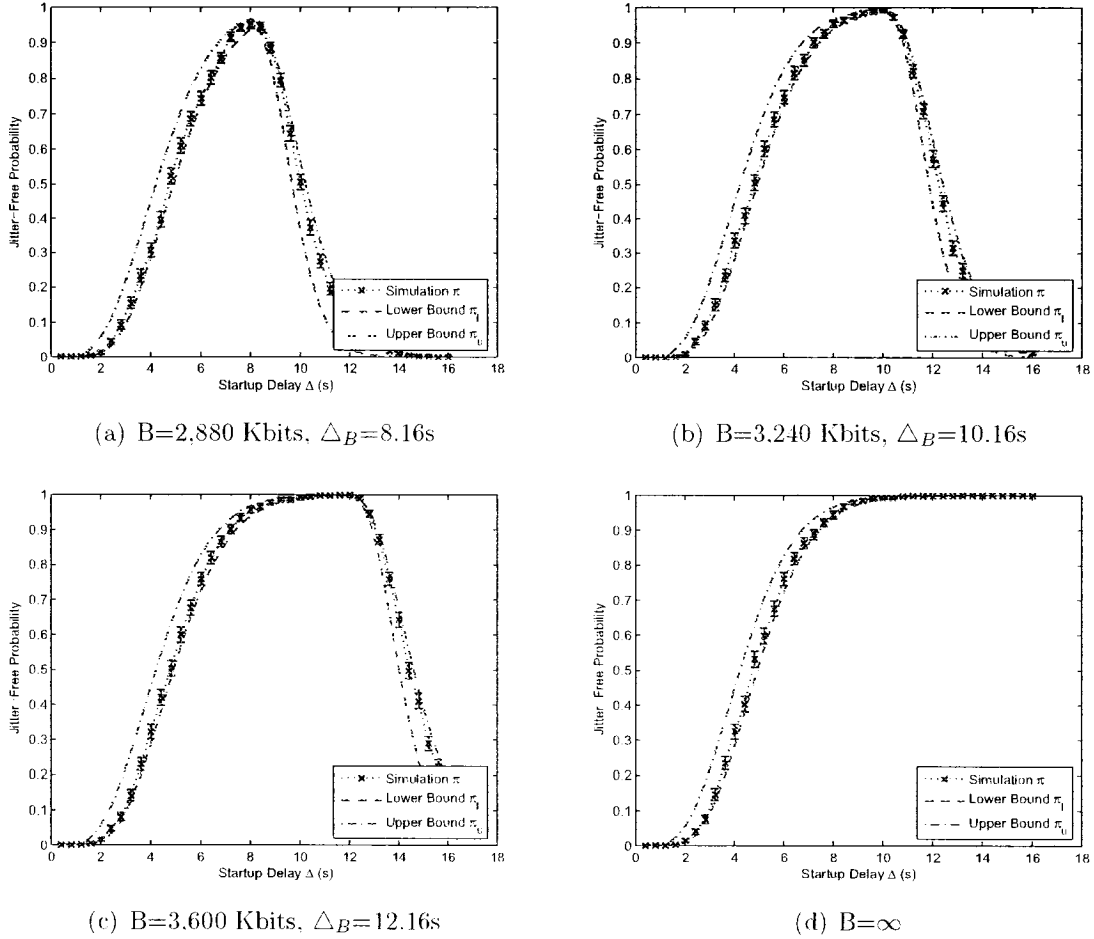 1
0.9
0.8
0.7
0.6
0.5
0.4
0.3
0.2
0.1
0
Jitter-Free Probability
Simulation π
Lower Bound π_l
Upper Bound π_u
0 2 4 6 8 10 12 14 16 18
Startup Delay Δ (s)
(a) B=2,880 Kbits, △_B=8.16s
1
0.9
0.8
0.7
0.6
0.5
0.4
0.3
0.2
0.1
0
Jitter-Free Probability
Simulation π
Lower Bound π_l
Upper Bound π_u
0 2 4 6 8 10 12 14 16 18
Startup Delay Δ (s)
(b) B=3,240 Kbits, △_B=10.16s
1
0.9
0.8
0.7
0.6
0.5
0.4
0.3
0.2
0.1
0
Jitter-Free Probability
Simulation π
Lower Bound π_l
Upper Bound π_u
0 2 4 6 8 10 12 14 16 18
Startup Delay Δ (s)
(c) B=3,600 Kbits, △_B=12.16s
1
0.9
0.8
0.7
0.6
0.5
0.4
0.3
0.2
0.1
0
Jitter Free Probability
Simulation π
Lower Bound π_l
Upper Bound π_u
0 2 4 6 8 10 12 14 16 18
Startup Delay Δ (s)
(d) B=∞